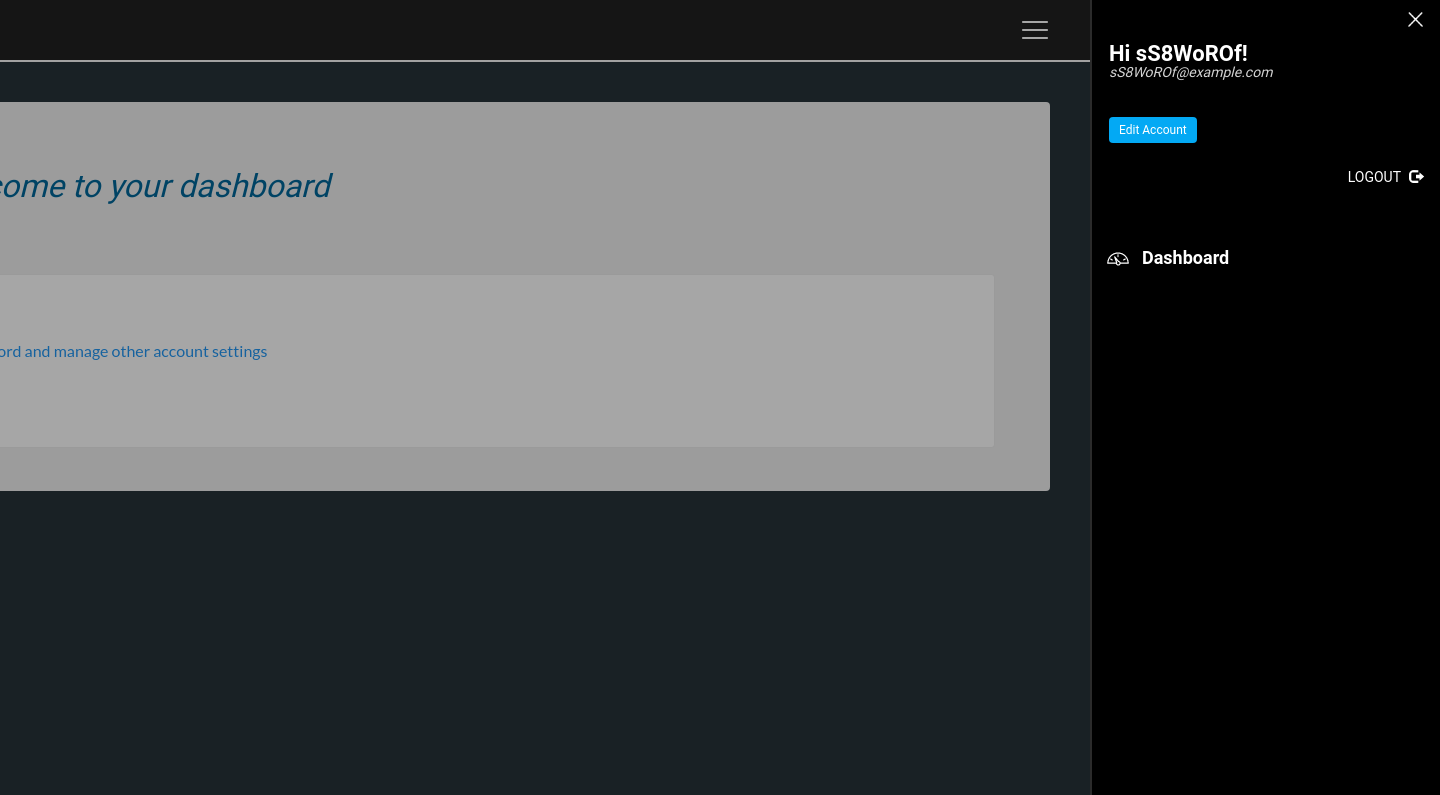 Hi sS8WoROf!
sS8WoROf@example.com
Edit Account
LOGOUT
Dashboard
come to your dashboard
ord and manage other account settings